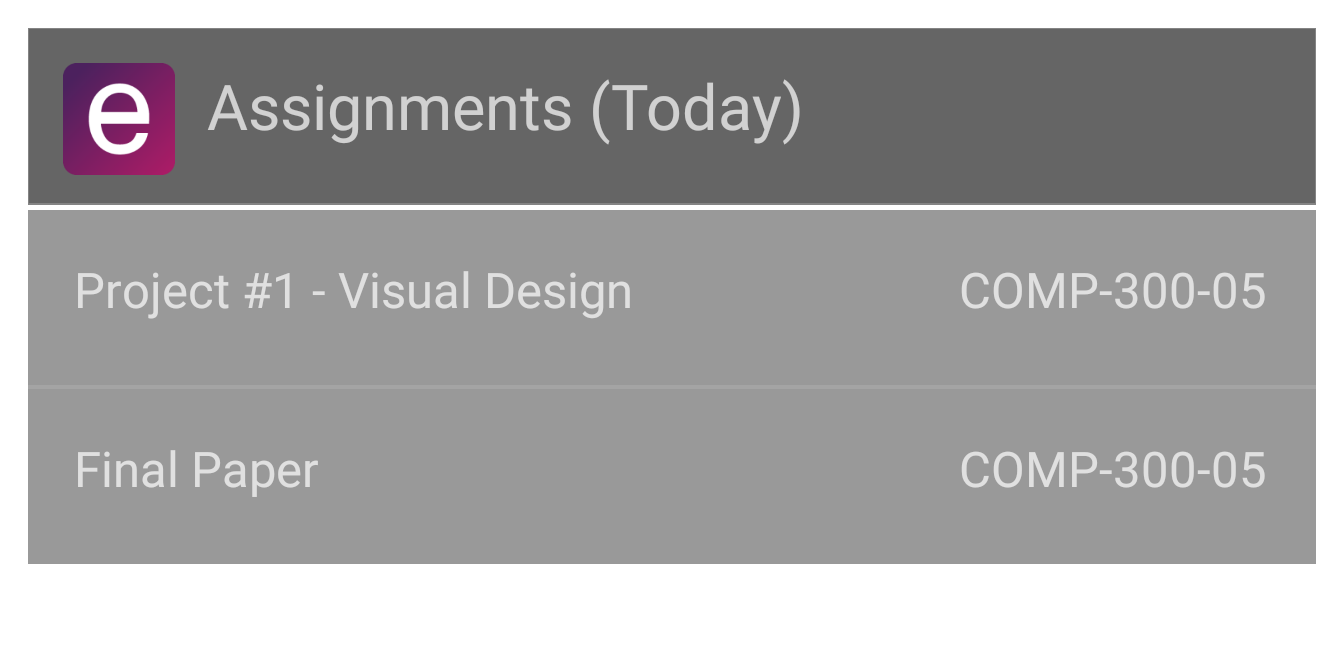 e Assignments (Today)
Project #1 - Visual Design COMP-300-05
Final Paper COMP-300-05